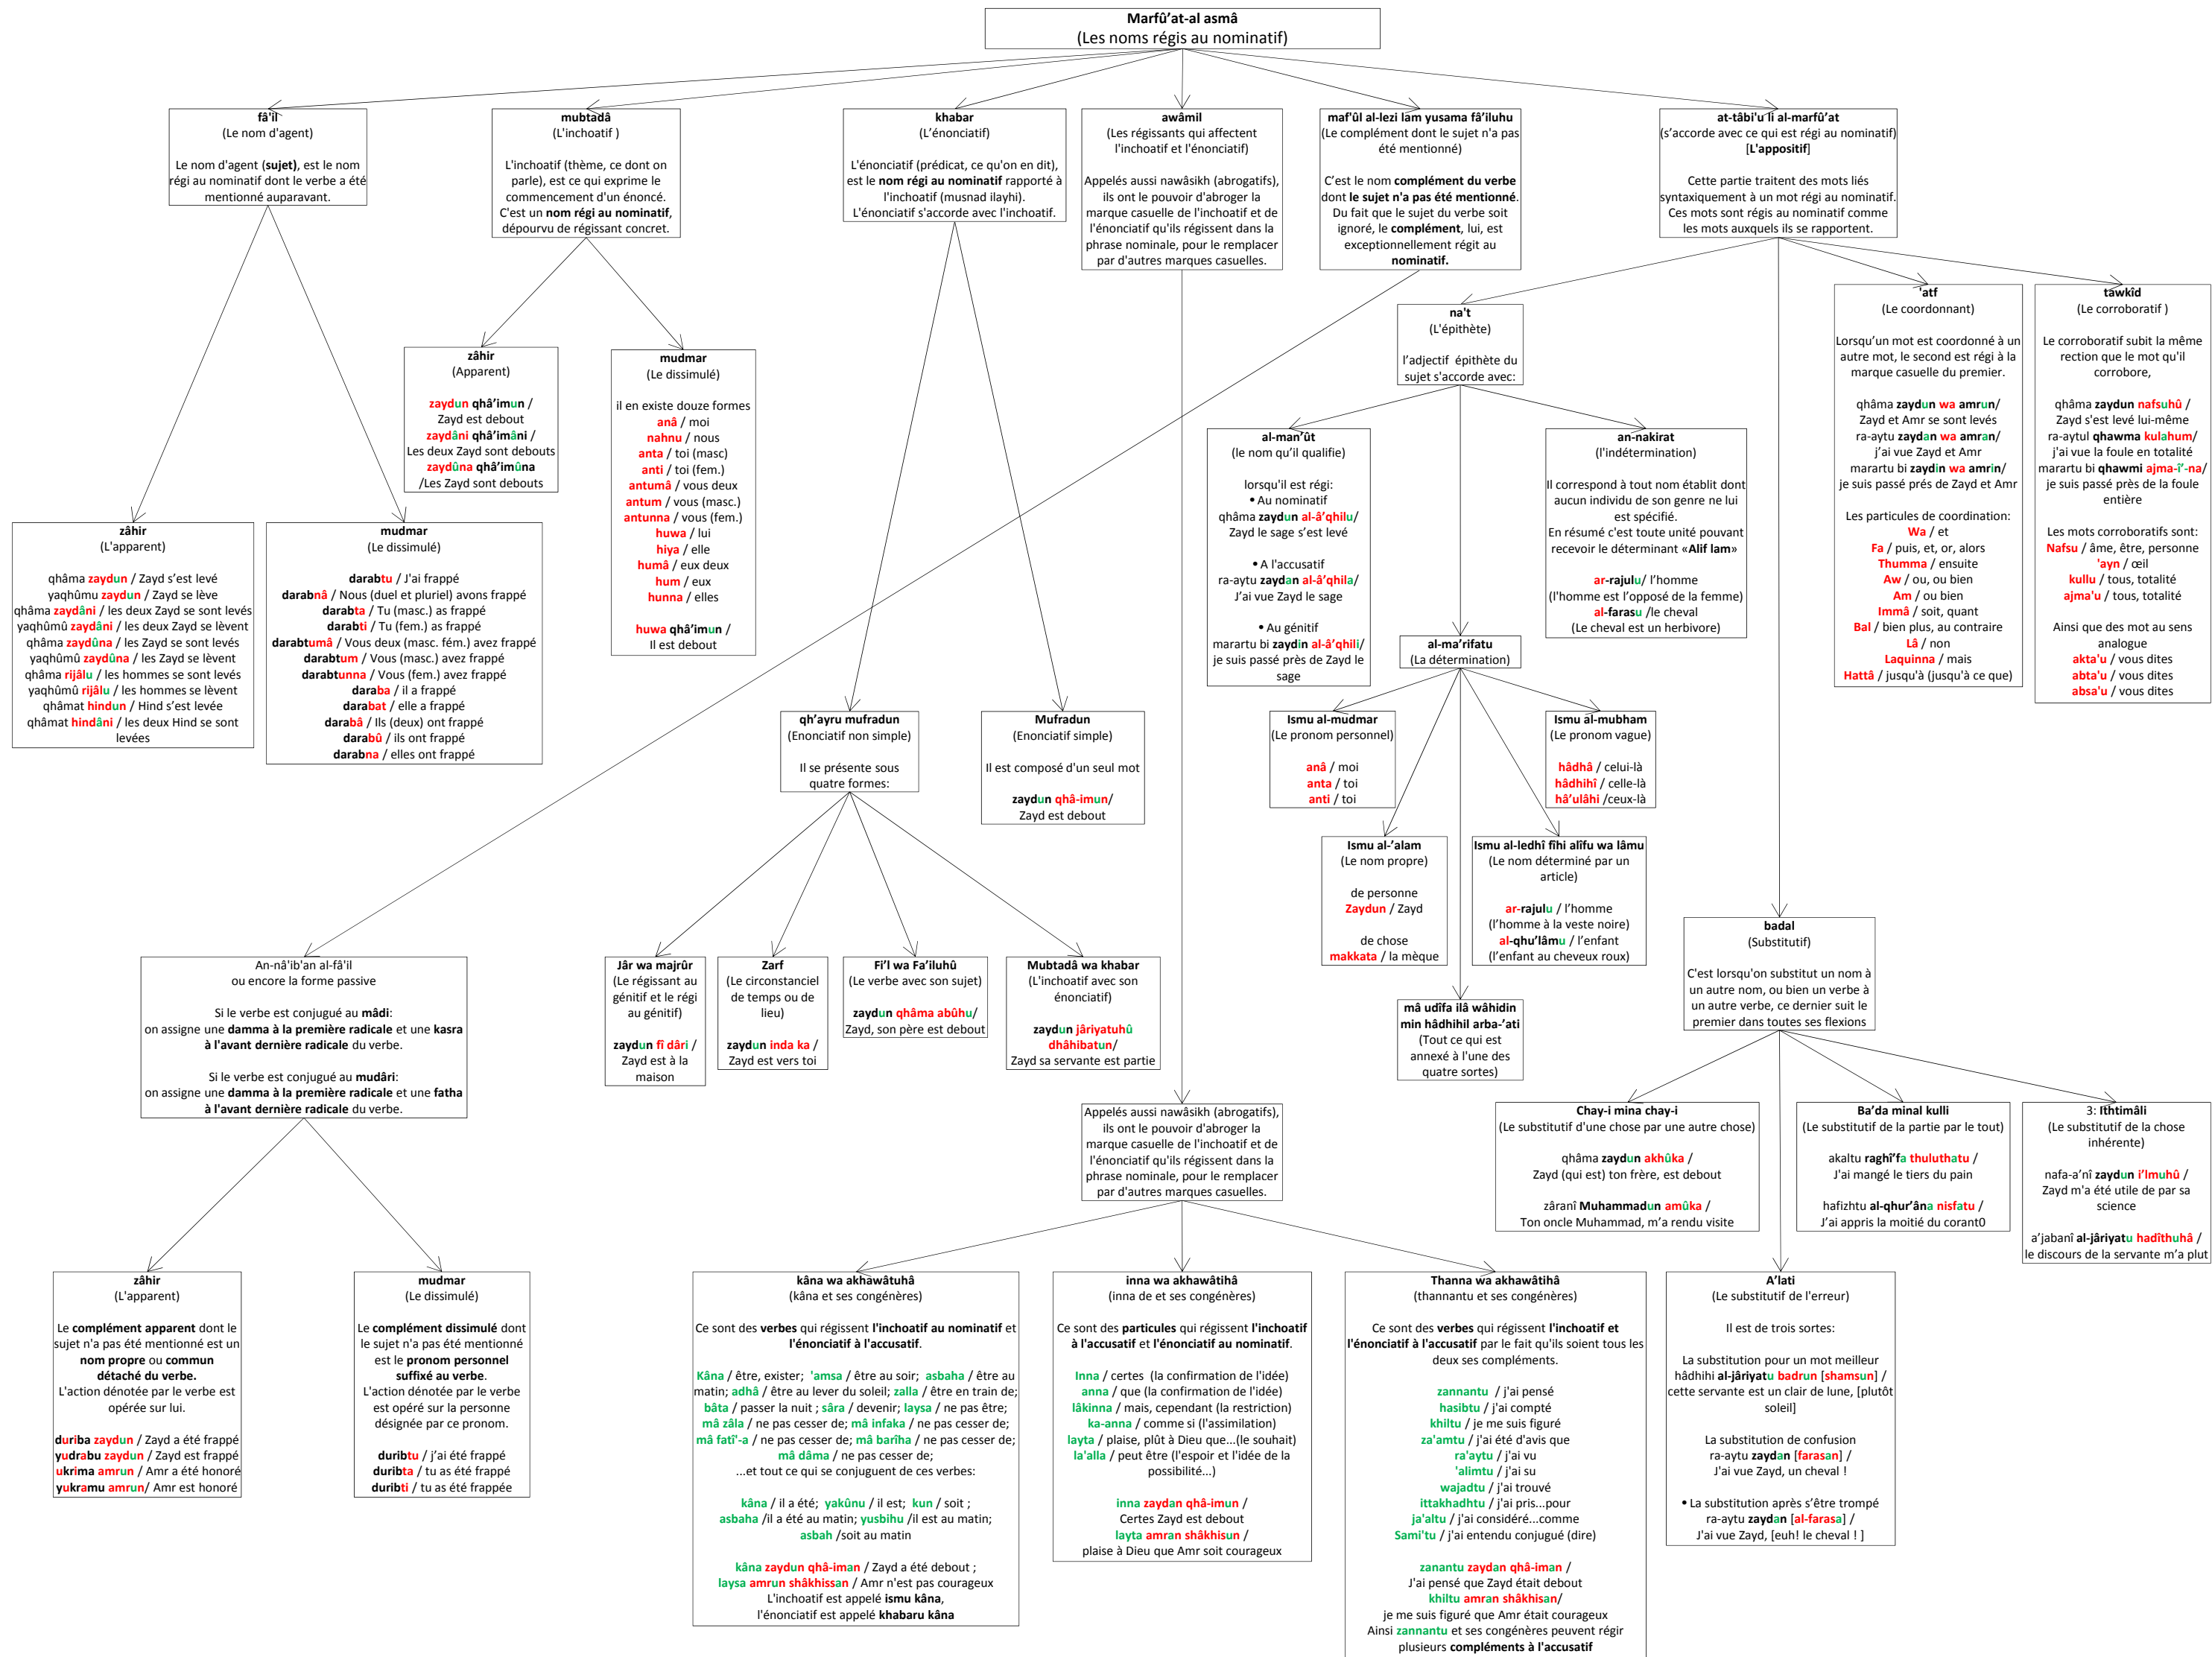 Marfû’at-al asmâ
(Les noms régis au nominatif)
fâ'il
(Le nom d'agent)
Le nom d'agent (sujet), est le nom
régi au nominatif dont le verbe a été
mentionné auparavant.
mubtadâ
(L'inchoatif )
L'inchoatif (thème, ce dont on
parle), est ce qui exprime le
commencement d'un énoncé.
C'est un nom régi au nominatif,
dépourvu de régissant concret.
khabar
(L’énonciatif)
L'énonciatif (prédicat, ce qu'on en dit),
est le nom régi au nominatif rapporté à
l'inchoatif (musnad ilayhi).
L'énonciatif s'accorde avec l'inchoatif.
awâmil
(Les régissants qui affectent
l'inchoatif et l'énonciatif)
Appelés aussi nawâsikh (abrogatifs),
ils ont le pouvoir d'abroger la
marque casuelle de l'inchoatif et de
l'énonciatif qu'ils régissent dans la
phrase nominale, pour le remplacer
par d'autres marques casuelles.
maf'ûl al-lezi lam yusama fâ’iluhu
(Le complément dont le sujet n'a pas
été mentionné)
C’est le nom complément du verbe
dont le sujet n'a pas été mentionné.
Du fait que le sujet du verbe soit
ignoré, le complément, lui, est
exceptionnellement régit au
nominatif.
at-tâbi'u li al-marfû'at
(s’accorde avec ce qui est régi au nominatif)
[L'appositif]
Cette partie traitent des mots liés
syntaxiquement à un mot régi au nominatif.
Ces mots sont régis au nominatif comme
les mots auxquels ils se rapportent.
zâhir
(L'apparent)
qhâma zaydun / Zayd s’est levé
yaqhûmu zaydun / Zayd se lève
qhâma zaydâni / les deux Zayd se sont levés
yaqhûmû zaydâni / les deux Zayd se lèvent
qhâma zaydûna / les Zayd se sont levés
yaqhûmû zaydûna / les Zayd se lèvent
qhâma rijâlu / les hommes se sont levés
yaqhûmû rijâlu / les hommes se lèvent
qhâmat hindun / Hind s’est levée
qhâmat hindâni / les deux Hind se sont
levées
mudmar
(Le dissimulé)
darabtu / J'ai frappé
darabnâ / Nous (duel et pluriel) avons frappé
darabta / Tu (masc.) as frappé
darabti / Tu (fem.) as frappé
darabtumâ / Vous deux (masc. fém.) avez frappé
darabtum / Vous (masc.) avez frappé
darabtunna / Vous (fem.) avez frappé
daraba / il a frappé
darabat / elle a frappé
darabâ / Ils (deux) ont frappé
darabû / ils ont frappé
darabna / elles ont frappé
zâhir
(Apparent)
zaydun qhâ’imun /
Zayd est debout
zaydâni qhâ’imâni /
Les deux Zayd sont debouts
zaydûna qhâ’imûna
/Les Zayd sont debouts
mudmar
(Le dissimulé)
il en existe douze formes
anâ / moi
nahnu / nous
anta / toi (masc)
anti / toi (fem.)
antumâ / vous deux
antum / vous (masc.)
antunna / vous (fem.)
huwa / lui
hiya / elle
humâ / eux deux
hum / eux
hunna / elles
huwa qhâ’imun /
Il est debout
na't
(L'épithète)
l’adjectif épithète du
sujet s'accorde avec:
'atf
(Le coordonnant)
Lorsqu’un mot est coordonné à un
autre mot, le second est régi à la
marque casuelle du premier.
qhâma zaydun wa amrun/
Zayd et Amr se sont levés
ra-aytu zaydan wa amran/
j’ai vue Zayd et Amr
marartu bi zaydin wa amrin/
je suis passé prés de Zayd et Amr
Les particules de coordination:
Wa / et
Fa / puis, et, or, alors
Thumma / ensuite
Aw / ou, ou bien
Am / ou bien
Immâ / soit, quant
Bal / bien plus, au contraire
Lâ / non
Laquinna / mais
Hattâ / jusqu'à (jusqu'à ce que)
tawkîd
(Le corroboratif )
Le corroboratif subit la même
rection que le mot qu'il
corrobore,
qhâma zaydun nafsuhû /
Zayd s'est levé lui-même
ra-aytul qhawma kulahum/
j'ai vue la foule en totalité
marartu bi qhawmi ajma-î’-na/
je suis passé près de la foule
entière
Les mots corroboratifs sont:
Nafsu / âme, être, personne
'ayn / œil
kullu / tous, totalité
ajma'u / tous, totalité
Ainsi que des mot au sens
analogue
akta'u / vous dites
abta'u / vous dites
absa'u / vous dites
al-man’ût
(le nom qu’il qualifie)
lorsqu'il est régi:
• Au nominatif
qhâma zaydun al-â’qhilu/
Zayd le sage s’est levé
• A l'accusatif
ra-aytu zaydan al-â’qhila/
J’ai vue Zayd le sage
• Au génitif
marartu bi zaydin al-â’qhili/
je suis passé près de Zayd le
sage
an-nakirat
(l'indétermination)
Il correspond à tout nom établit dont
aucun individu de son genre ne lui
est spécifié.
En résumé c'est toute unité pouvant
recevoir le déterminant «Alif lam»
ar-rajulu/ l’homme
(l'homme est l’opposé de la femme)
al-farasu /le cheval
(Le cheval est un herbivore)
al-ma’rifatu
(La détermination)
Ismu al-mudmar
(Le pronom personnel)
anâ / moi
anta / toi
anti / toi
Ismu al-mubham
(Le pronom vague)
hâdhâ / celui-là
hâdhihî / celle-là
hâ'ulâhi /ceux-là
qh’ayru mufradun
(Enonciatif non simple)
Il se présente sous
quatre formes:
Mufradun
(Enonciatif simple)
Il est composé d'un seul mot
zaydun qhâ-imun/
Zayd est debout
Ismu al-’alam
(Le nom propre)
de personne
Zaydun / Zayd
de chose
makkata / la mèque
Ismu al-ledhî fîhi alîfu wa lâmu
(Le nom déterminé par un
article)
ar-rajulu / l’homme
(l’homme à la veste noire)
al-qhu’lâmu / l’enfant
(l’enfant au cheveux roux)
mâ udîfa ilâ wâhidin
min hâdhihil arba-’ati
(Tout ce qui est
annexé à l'une des
quatre sortes)
badal
(Substitutif)
C'est lorsqu'on substitut un nom à
un autre nom, ou bien un verbe à
un autre verbe, ce dernier suit le
premier dans toutes ses flexions
An-nâ'ib'an al-fâ'il
ou encore la forme passive
Si le verbe est conjugué au mâdi:
on assigne une damma à la première radicale et une kasra
à l'avant dernière radicale du verbe.
Si le verbe est conjugué au mudâri:
on assigne une damma à la première radicale et une fatha
à l'avant dernière radicale du verbe.
Jâr wa majrûr
(Le régissant au
génitif et le régi
au génitif)
zaydun fî dâri /
Zayd est à la
maison
Zarf
(Le circonstanciel
de temps ou de
lieu)
zaydun inda ka /
Zayd est vers toi
Fi’l wa Fa’iluhû
(Le verbe avec son sujet)
zaydun qhâma abûhu/
Zayd, son père est debout
Mubtadâ wa khabar
(L'inchoatif avec son
énonciatif)
zaydun jâriyatuhû
dhâhibatun/
Zayd sa servante est partie
Appelés aussi nawâsikh (abrogatifs),
ils ont le pouvoir d'abroger la
marque casuelle de l'inchoatif et de
l'énonciatif qu'ils régissent dans la
phrase nominale, pour le remplacer
par d'autres marques casuelles.
Chay-i mina chay-i
(Le substitutif d'une chose par une autre chose)
qhâma zaydun akhûka /
Zayd (qui est) ton frère, est debout
zâranî Muhammadun amûka /
Ton oncle Muhammad, m’a rendu visite
Ba’da minal kulli
(Le substitutif de la partie par le tout)
akaltu raghî’fa thuluthatu /
J'ai mangé le tiers du pain
hafizhtu al-qhur’âna nisfatu /
J’ai appris la moitié du corant0
3: Ithtimâli
(Le substitutif de la chose
inhérente)
nafa-a’nî zaydun i’lmuhû /
Zayd m'a été utile de par sa
science
a’jabanî al-jâriyatu hadîthuhâ /
le discours de la servante m’a plut
zâhir
(L'apparent)
Le complément apparent dont le
sujet n'a pas été mentionné est un
nom propre ou commun
détaché du verbe.
L'action dénotée par le verbe est
opérée sur lui.
duriba zaydun / Zayd a été frappé
yudrabu zaydun / Zayd est frappé
ukrima amrun / Amr a été honoré
yukramu amrun/ Amr est honoré
mudmar
(Le dissimulé)
Le complément dissimulé dont
le sujet n'a pas été mentionné
est le pronom personnel
suffixé au verbe.
L'action dénotée par le verbe
est opéré sur la personne
désignée par ce pronom.
duribtu / j’ai été frappé
duribta / tu as été frappé
duribti / tu as été frappée
kâna wa akhawâtuhâ
(kâna et ses congénères)
Ce sont des verbes qui régissent l'inchoatif au nominatif et
l'énonciatif à l'accusatif.
Kâna / être, exister; 'amsa / être au soir; asbaha / être au
matin; adhâ / être au lever du soleil; zalla / être en train de;
bâta / passer la nuit ; sâra / devenir; laysa / ne pas être;
mâ zâla / ne pas cesser de; mâ infaka / ne pas cesser de;
mâ fatî'-a / ne pas cesser de; mâ barîha / ne pas cesser de;
mâ dâma / ne pas cesser de;
...et tout ce qui se conjuguent de ces verbes:
kâna / il a été; yakûnu / il est; kun / soit ;
asbaha /il a été au matin; yusbihu /il est au matin;
asbah /soit au matin
kâna zaydun qhâ-iman / Zayd a été debout ;
laysa amrun shâkhissan / Amr n'est pas courageux
L'inchoatif est appelé ismu kâna,
l'énonciatif est appelé khabaru kâna
inna wa akhawâtihâ
(inna de et ses congénères)
Ce sont des particules qui régissent l'inchoatif
à l'accusatif et l'énonciatif au nominatif.
Inna / certes (la confirmation de l'idée)
anna / que (la confirmation de l'idée)
lâkinna / mais, cependant (la restriction)
ka-anna / comme si (l'assimilation)
layta / plaise, plût à Dieu que...(le souhait)
la'alla / peut être (l'espoir et l'idée de la
possibilité...)
inna zaydan qhâ-imun /
Certes Zayd est debout
layta amran shâkhisun /
plaise à Dieu que Amr soit courageux
Thanna wa akhawâtihâ
(thannantu et ses congénères)
Ce sont des verbes qui régissent l'inchoatif et
l'énonciatif à l'accusatif par le fait qu'ils soient tous les
deux ses compléments.
zannantu / j'ai pensé
hasibtu / j'ai compté
khiltu / je me suis figuré
za'amtu / j'ai été d'avis que
ra'aytu / j'ai vu
'alimtu / j'ai su
wajadtu / j'ai trouvé
ittakhadhtu / j'ai pris...pour
ja'altu / j'ai considéré...comme
Sami'tu / j'ai entendu conjugué (dire)
zanantu zaydan qhâ-iman /
J'ai pensé que Zayd était debout
khiltu amran shâkhisan/
je me suis figuré que Amr était courageux
Ainsi zannantu et ses congénères peuvent régir
plusieurs compléments à l'accusatif
A’lati
(Le substitutif de l'erreur)
Il est de trois sortes:
La substitution pour un mot meilleur
hâdhihi al-jâriyatu badrun [shamsun] /
cette servante est un clair de lune, [plutôt
soleil]
La substitution de confusion
ra-aytu zaydan [farasan] /
J'ai vue Zayd, un cheval !
• La substitution après s’être trompé
ra-aytu zaydan [al-farasa] /
J'ai vue Zayd, [euh! le cheval ! ]